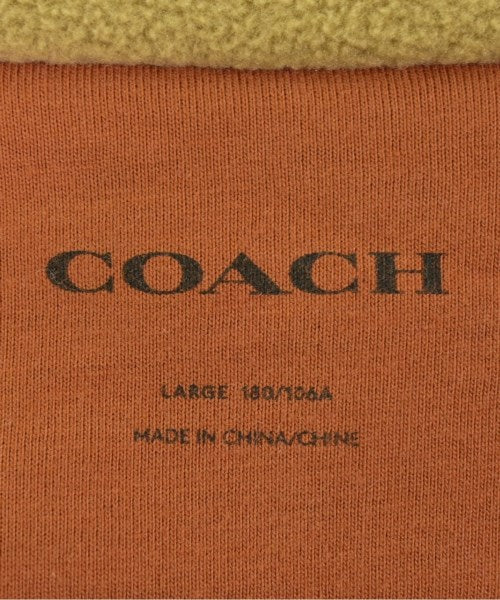 COACH
LARGE 180/106A
MADE IN CHINA/CHINE